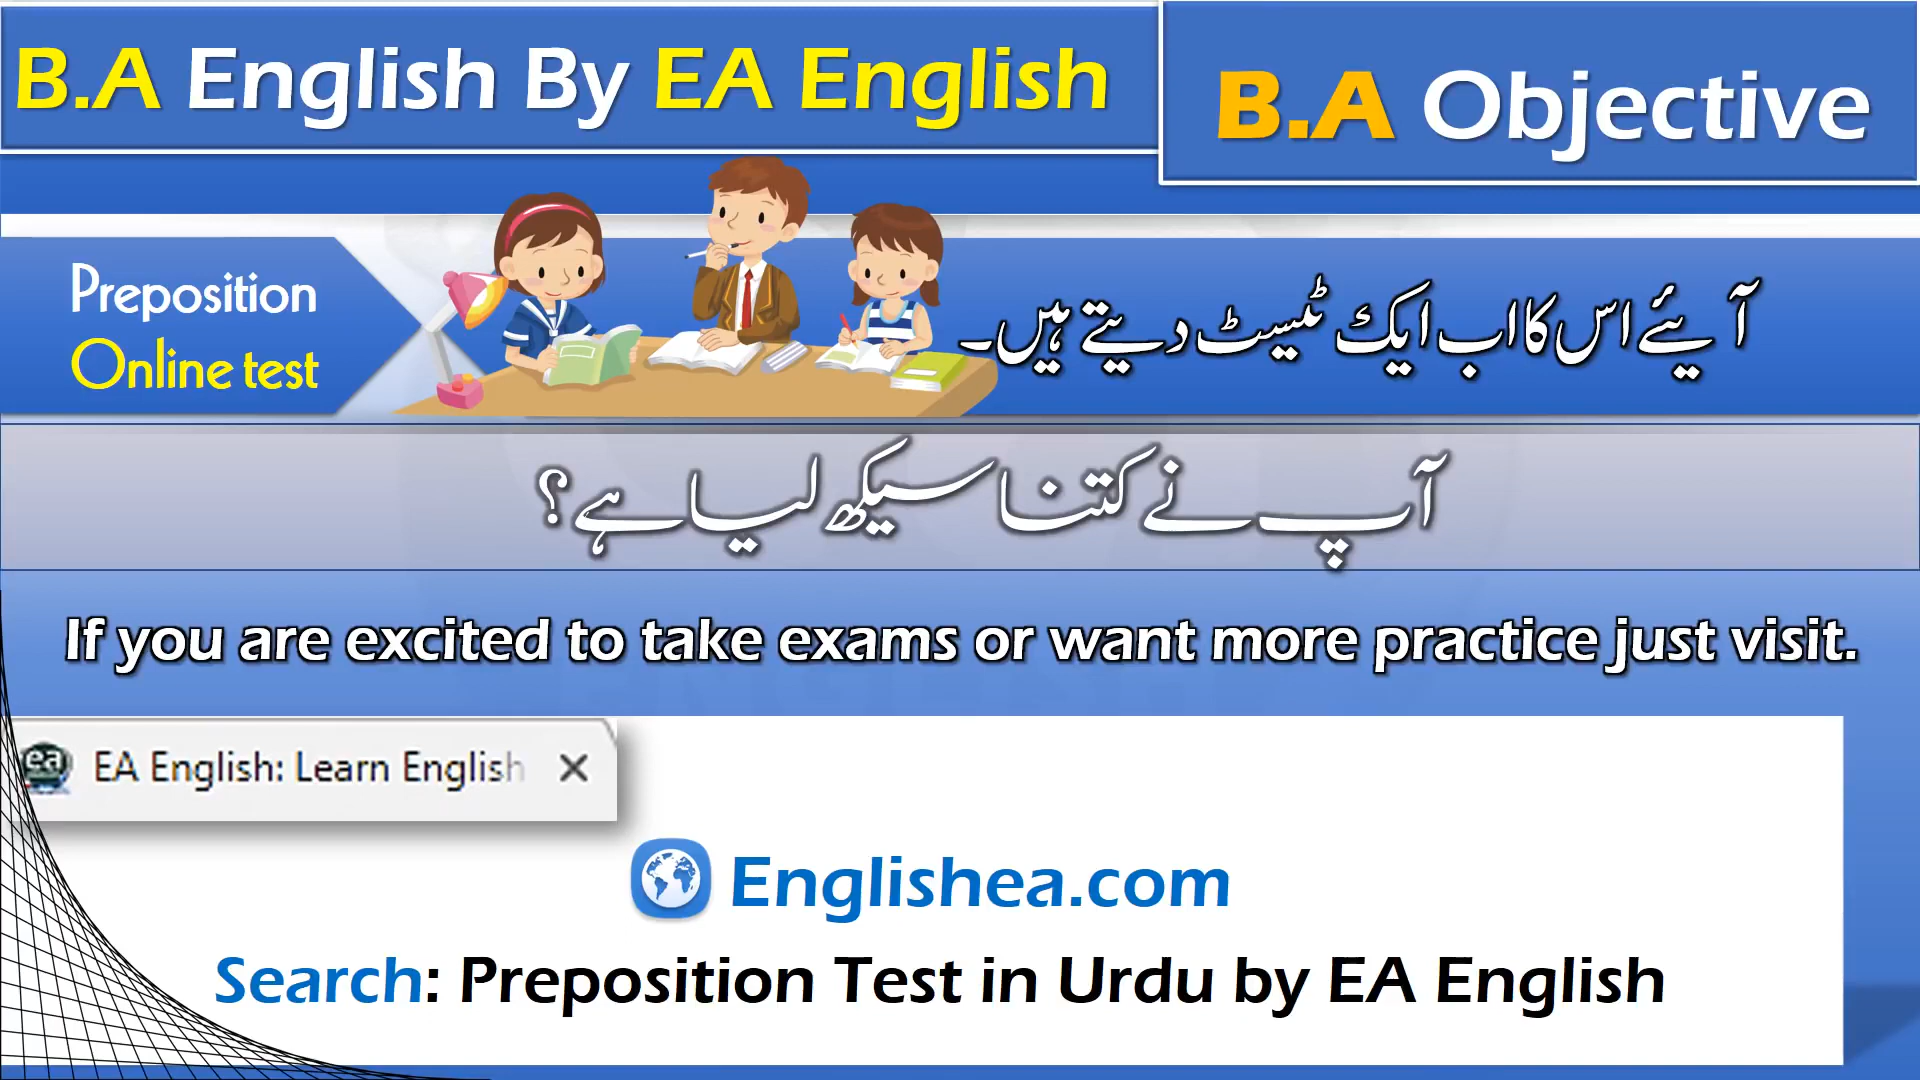 B.A English By EA English
B.A Objective
Preposition
Online test
آیئے اس کا اب ایک ٹیسٹ دیتے ہیں۔
آپ نے کتنا سیکھ لیا ہے؟
If you are excited to take exams or want more practice just visit.
ea EA English: Learn English
Englishea.com
Search: Preposition Test in Urdu by EA English